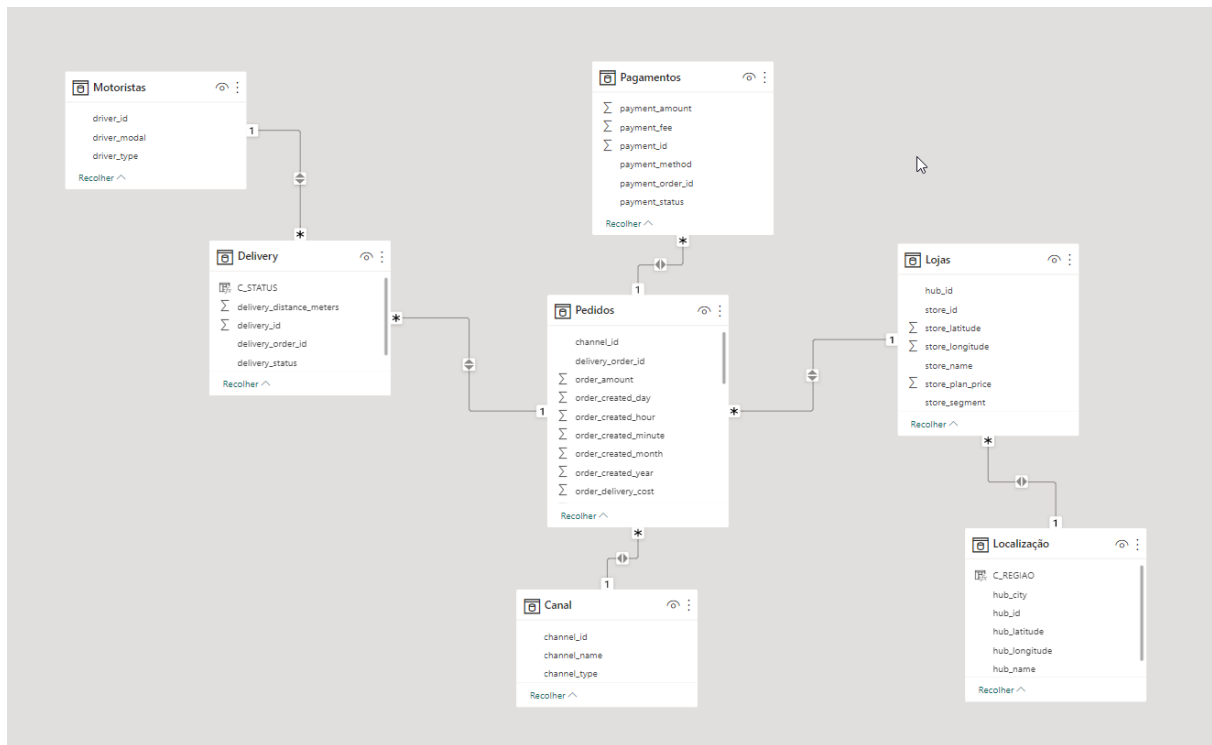 Motoristas
driver_id
driver_modal
driver_type
Recolher
1
*
Pagamentos
payment_amount
payment_fee
payment_id
payment_method
payment_order_id
payment_status
Recolher
*
1
Delivery
C_STATUS
delivery_distance_meters
delivery_id
delivery_order_id
delivery_status
Recolher
*
1
Pedidos
channel_id
delivery_order_id
order_amount
order_created_day
order_created_hour
order_created_minute
order_created_month
order_created_year
order_delivery_cost
Recolher
*
1
Lojas
hub_id
store_id
store_latitude
store_longitude
store_name
store_plan_price
store_segment
Recolher
*
1
Canal
channel_id
channel_name
channel_type
Recolher
*
1
Localização
C_REGIAO
hub_city
hub_id
hub_latitude
hub_longitude
hub_name
Recolher